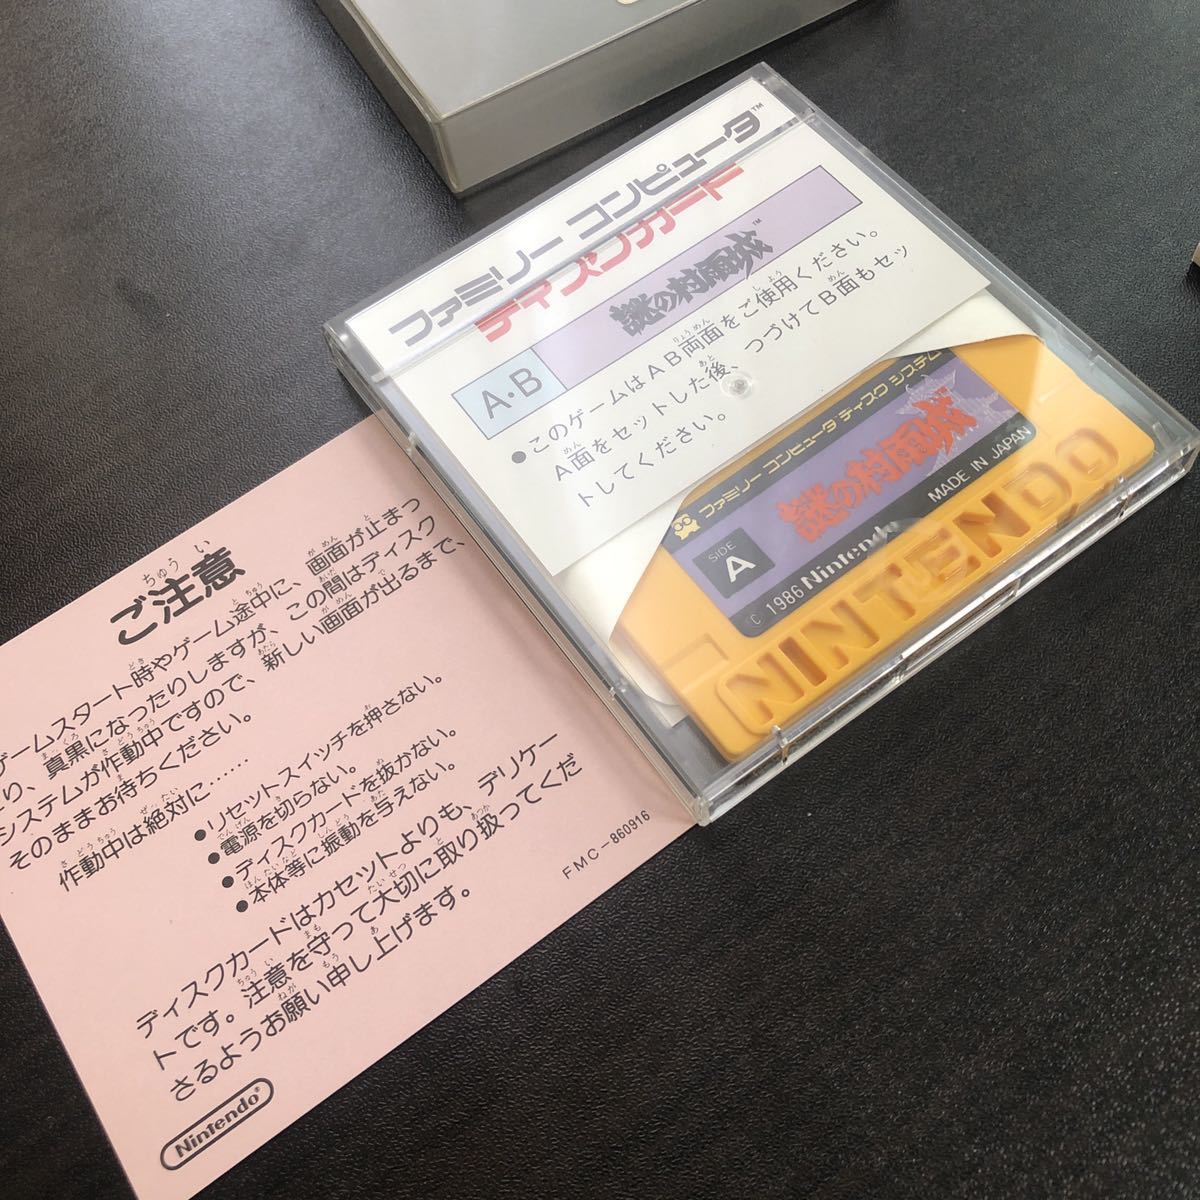 ファミリー コンピュータ™
ディスクカード
A・B
謎の村雨城™
●このゲームはAB両面をご使用ください。
A面をセットした後、つづけてB面もセッ
トしてください。
ファミリー コンピュータ ディスク システム
SIDE
A
謎の村雨城
© 1986 Nintendo
MADE IN JAPAN
NINTENDO
ご注意
ゲームスタート時やゲーム途中に、画面が止まっ
り、真黒になったりしますが、この間はディスク
システムが作動中ですので、新しい画面が出るまで、
そのままお待ちください。
作動中は絶対に……
●リセットスイッチを押さない。
●電源を切らない。
●ディスクカードを抜かない。
●本体等に振動を与えない。
ディスクカードはカセットよりも、デリケー
トです。注意を守って大切に取り扱ってくだ
さるようお願い申し上げます。
FMC-860916
Nintendo®